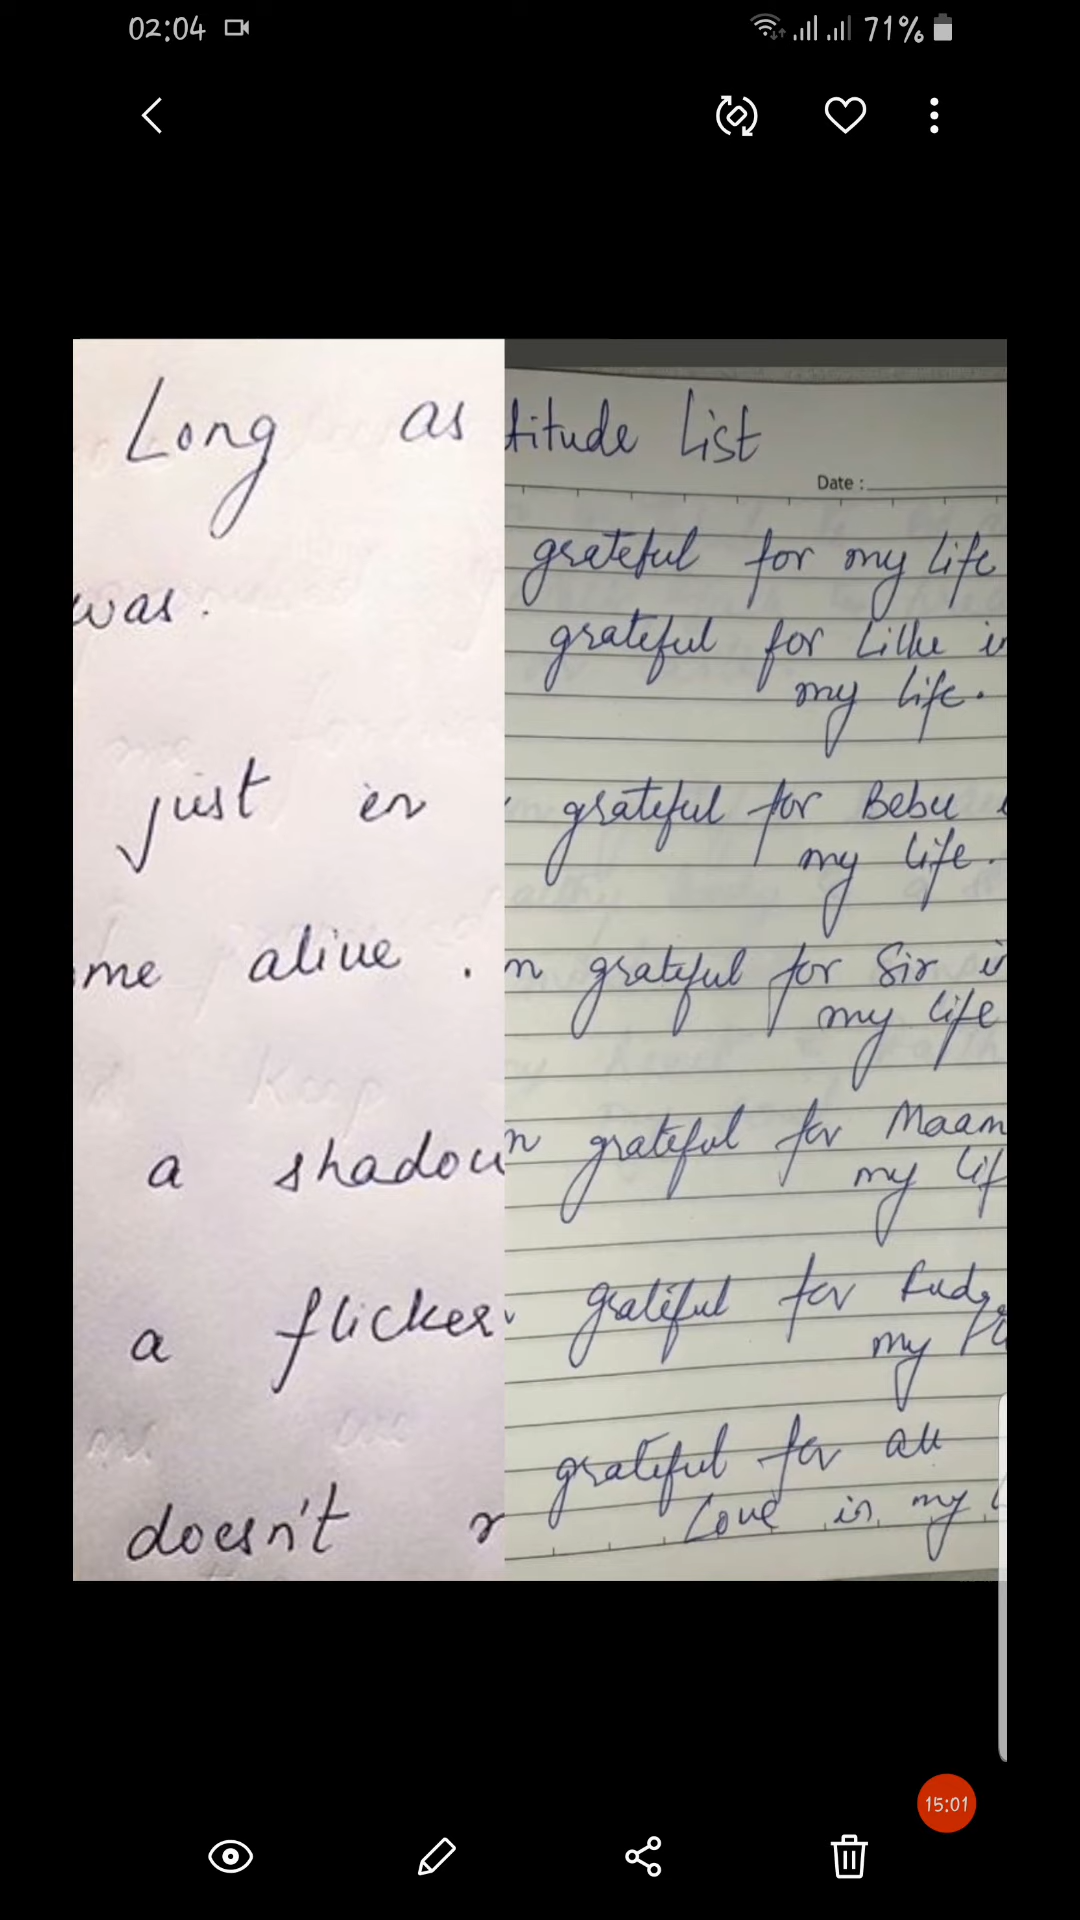 02:04 71%
Long as
was.
just in
me alive.
a shadow
a flicker
doesn't
titude List
Date :
grateful for my life
grateful for Lilke in
my life.
grateful for Bebu
my life.
n grateful for Sir in
my life
n grateful for Maam
my lif
grateful for
my
grateful for all
Love in my
15:01